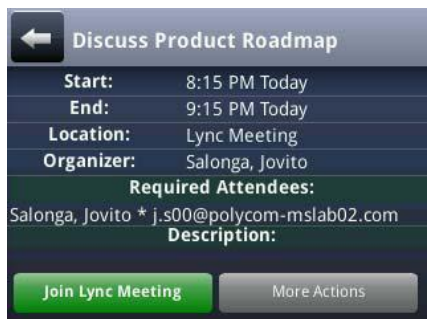 Discuss Product Roadmap
Start: 8:15 PM Today
End: 9:15 PM Today
Location: Lync Meeting
Organizer: Salonga, Jovito
Required Attendees:
Salonga, Jovito * j.s00@polycom-mslab02.com
Description:
Join Lync Meeting More Actions